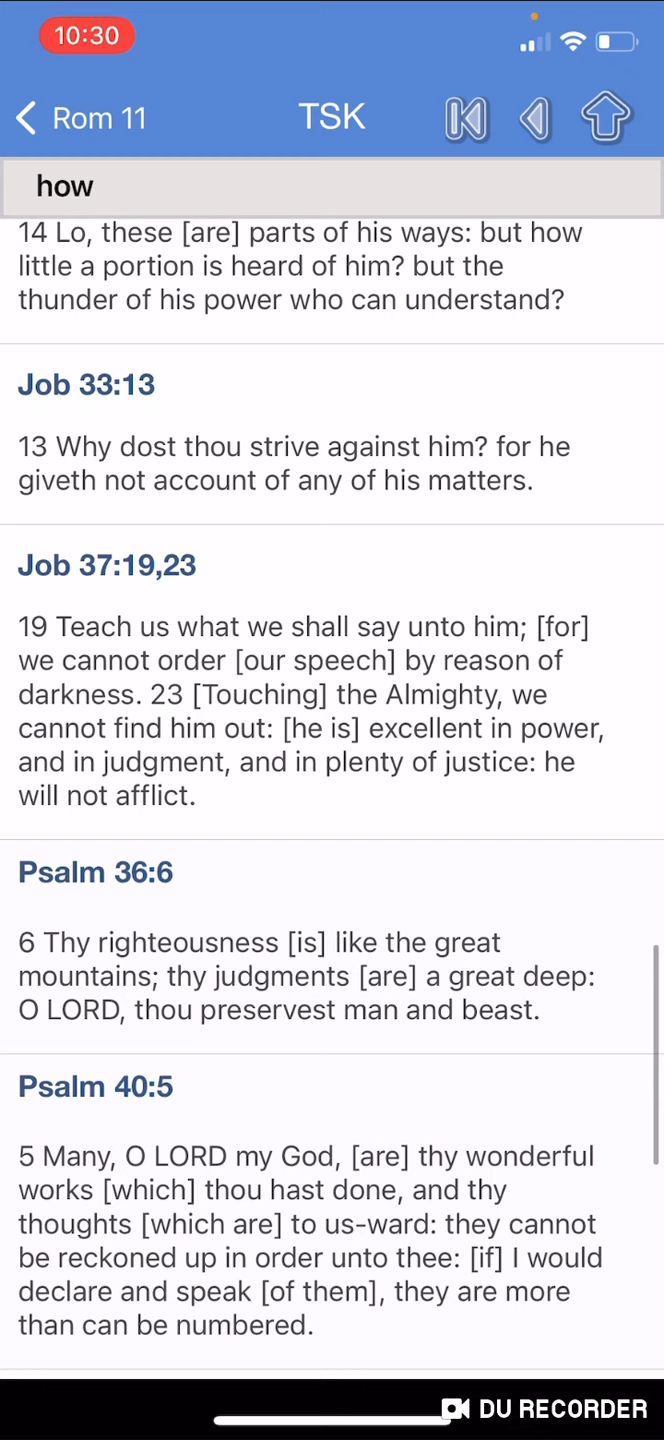 10:30
Rom 11
TSK
how
14 Lo, these [are] parts of his ways: but how
little a portion is heard of him? but the
thunder of his power who can understand?
Job 33:13
13 Why dost thou strive against him? for he
giveth not account of any of his matters.
Job 37:19,23
19 Teach us what we shall say unto him; [for]
we cannot order [our speech] by reason of
darkness. 23 [Touching] the Almighty, we
cannot find him out: [he is] excellent in power,
and in judgment, and in plenty of justice: he
will not afflict.
Psalm 36:6
6 Thy righteousness [is] like the great
mountains; thy judgments [are] a great deep:
O LORD, thou preservest man and beast.
Psalm 40:5
5 Many, O LORD my God, [are] thy wonderful
works [which] thou hast done, and thy
thoughts [which are] to us-ward: they cannot
be reckoned up in order unto thee: [if] I would
declare and speak [of them], they are more
than can be numbered.
DU RECORDER